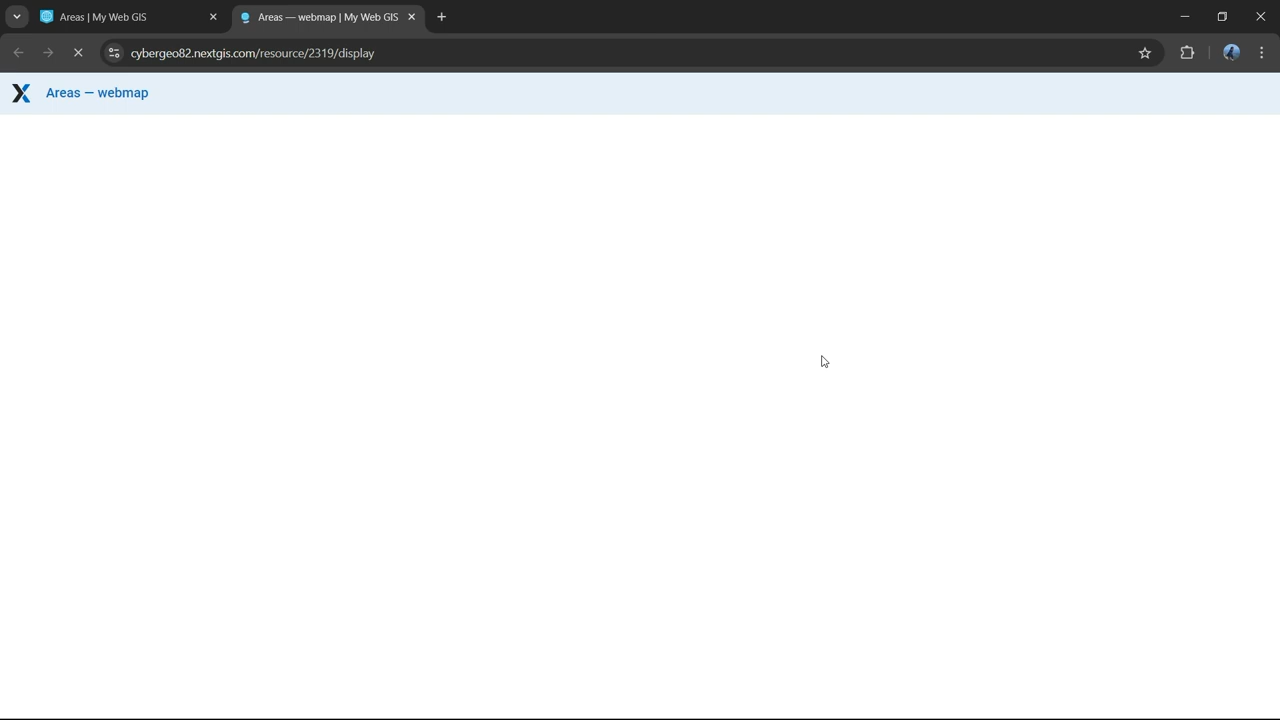 Areas | My Web GIS
Areas — webmap | My Web GIS
cybergeo82.nextgis.com/resource/2319/display
Areas — webmap